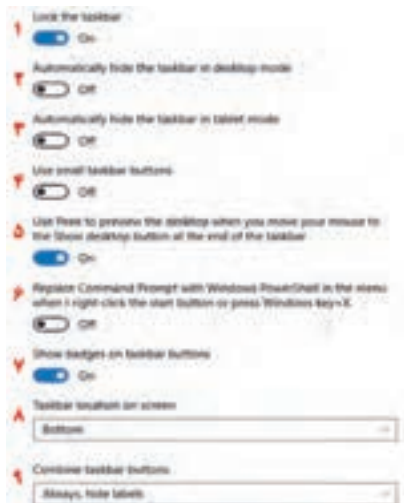 ۱ Lock the taskbar
On
۲ Automatically hide the taskbar in desktop mode
Off
۳ Automatically hide the taskbar in tablet mode
Off
۴ Use small taskbar buttons
Off
۵ Use Peek to preview the desktop when you move your mouse to
the Show desktop button at the end of the taskbar
On
۶ Replace Command Prompt with Windows PowerShell in the menu
when I right-click the start button or press Windows key+X
Off
۷ Show badges on taskbar buttons
On
۸ Taskbar location on screen
Bottom
۹ Combine taskbar buttons
Always, hide labels